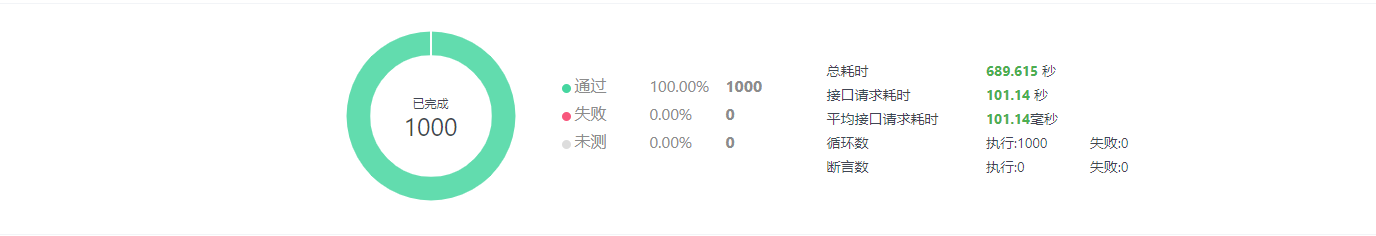 已完成
1000
通过 100.00% 1000
失败 0.00% 0
未测 0.00% 0
总耗时 689.615 秒
接口请求耗时 101.14 秒
平均接口请求耗时 101.14毫秒
循环数 执行:1000 失败:0
断言数 执行:0 失败:0